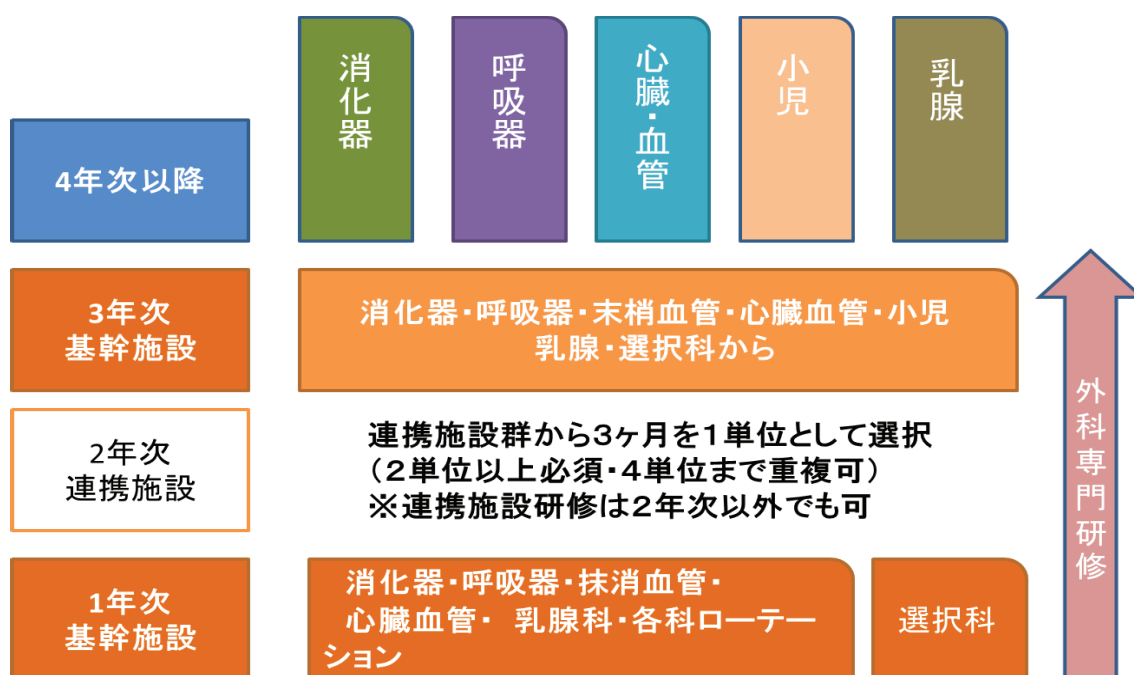 消化器
呼吸器
心臓・血管
小児
乳腺
4年次以降
3年次
基幹施設
消化器・呼吸器・末梢血管・心臓血管・小児
乳腺・選択科から
2年次
連携施設
連携施設群から3ヶ月を1単位として選択
（2単位以上必須・4単位まで重複可）
※連携施設研修は2年次以外でも可
1年次
基幹施設
消化器・呼吸器・抹消血管・
心臓血管・ 乳腺科・各科ローテー
ション
選択科
外科専門研修